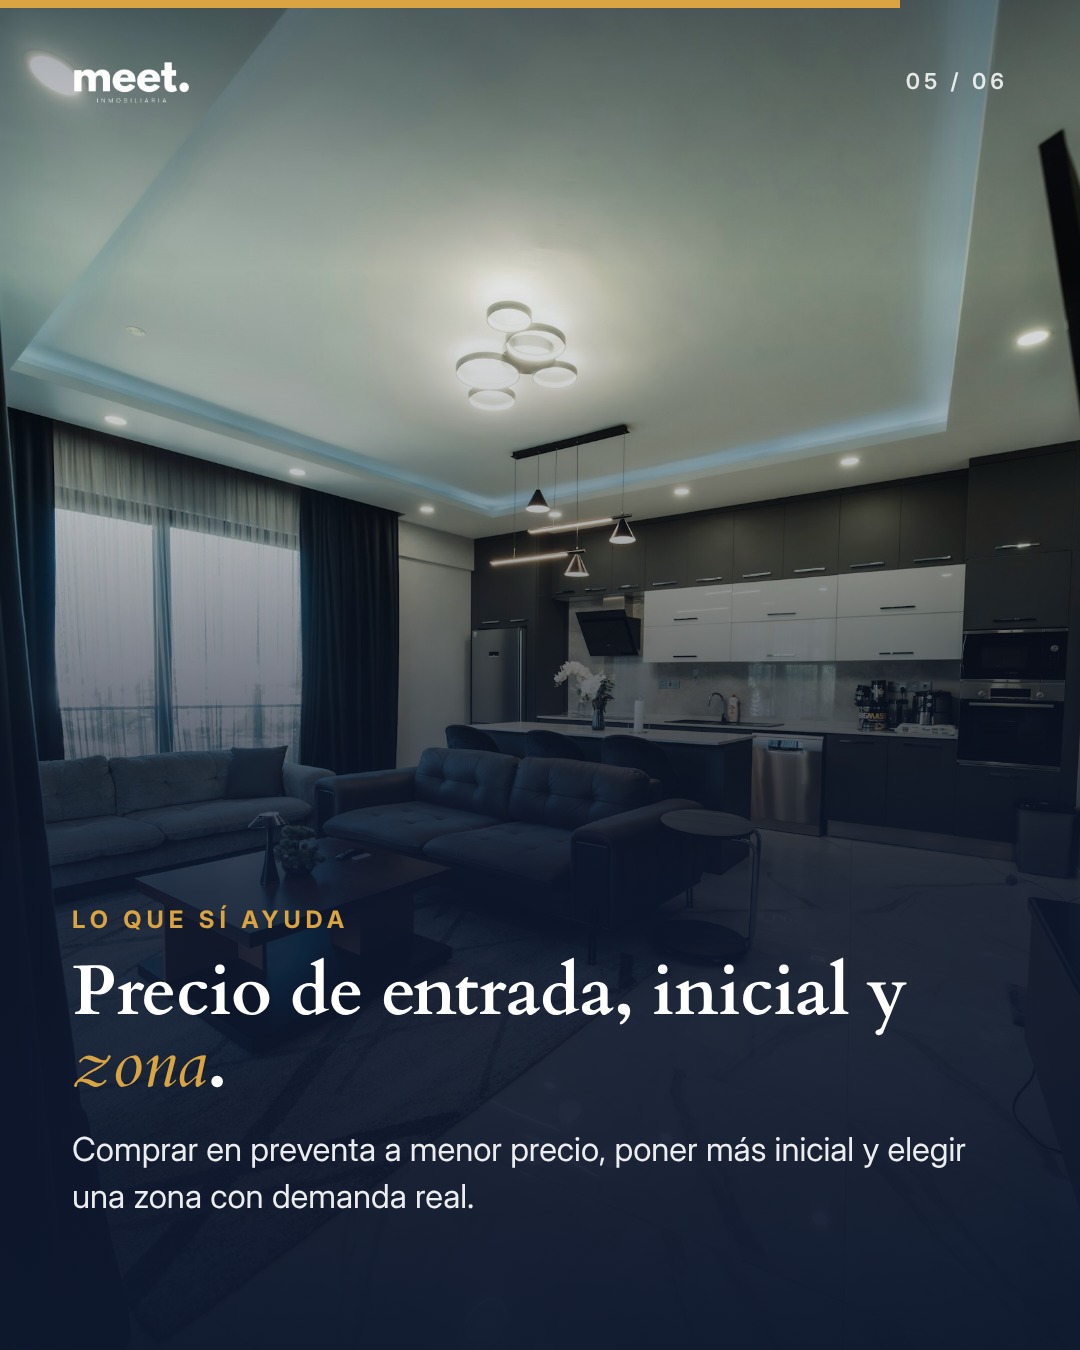 meet.
INMOBILIARIA
05 / 06
LO QUE SÍ AYUDA
Precio de entrada, inicial y
zona.
Comprar en preventa a menor precio, poner más inicial y elegir
una zona con demanda real.